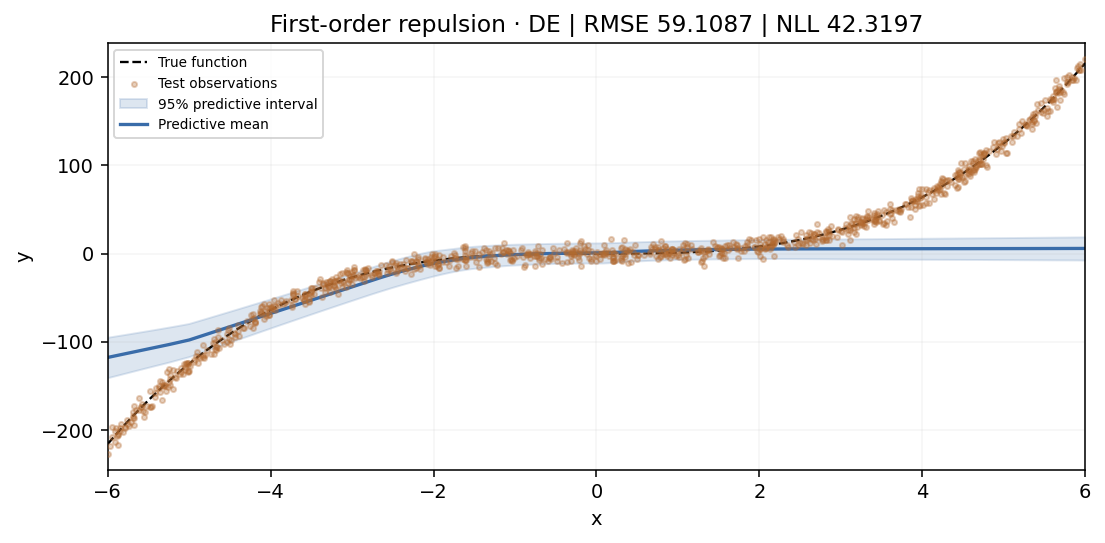 First-order repulsion · DE | RMSE 59.1087 | NLL 42.3197
True function
Test observations
95% predictive interval
Predictive mean
200
100
0
−100
−200
y
−6
−4
−2
0
2
4
6
x